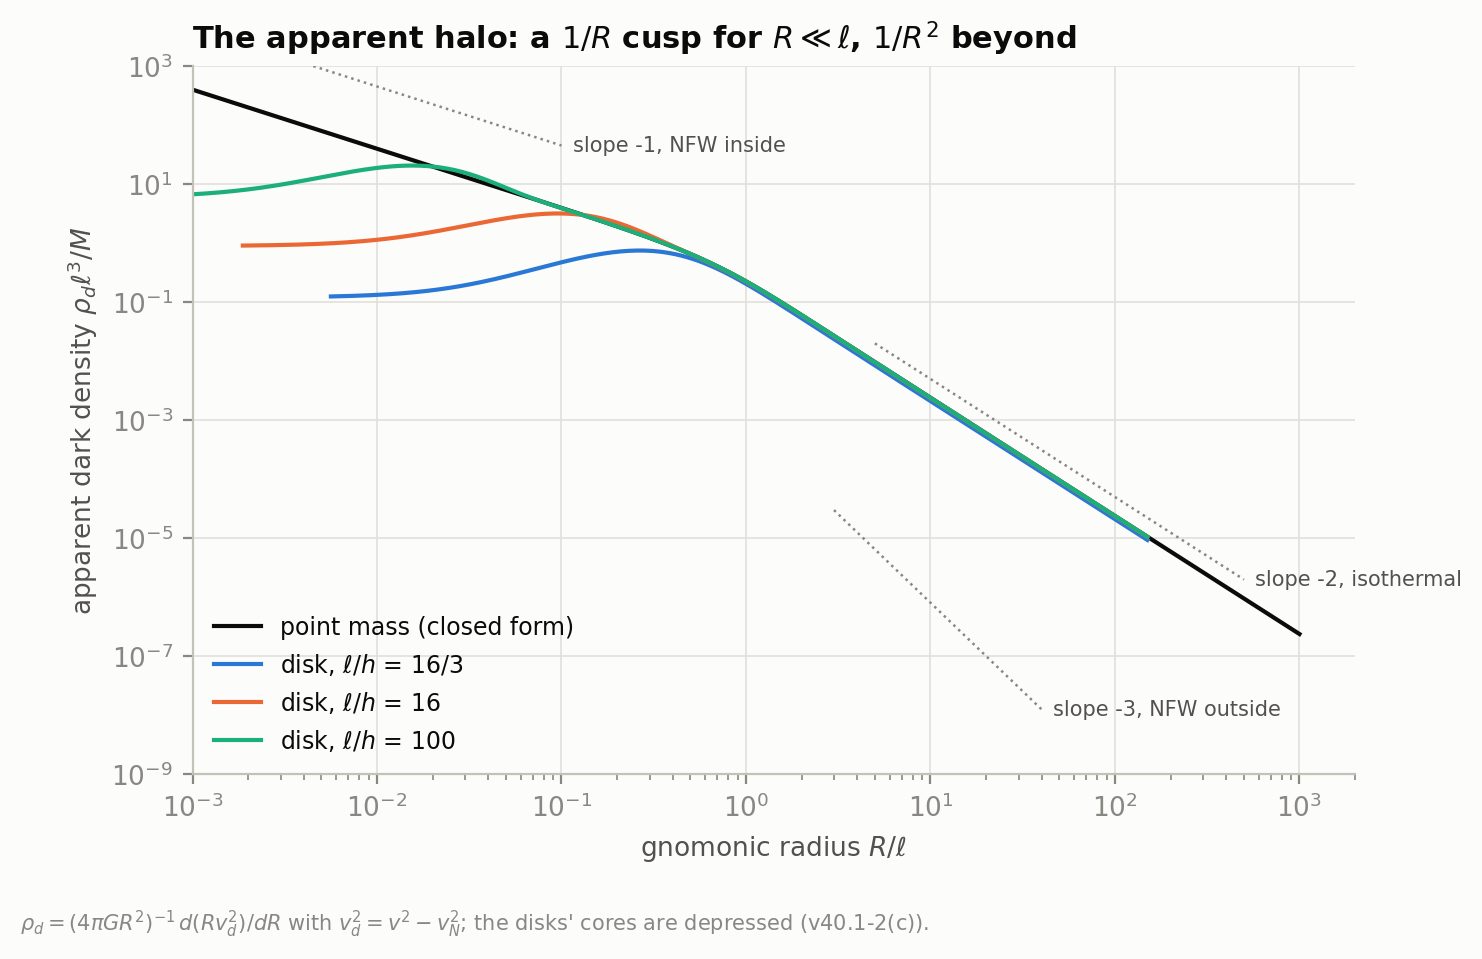 The apparent halo: a 1/R cusp for R ≪ ℓ, 1/R² beyond
10³
10¹
10⁻¹
10⁻³
10⁻⁵
10⁻⁷
10⁻⁹
apparent dark density ρ_d ℓ³/M
slope -1, NFW inside
slope -2, isothermal
slope -3, NFW outside
point mass (closed form)
disk, ℓ/h = 16/3
disk, ℓ/h = 16
disk, ℓ/h = 100
10⁻³ 10⁻² 10⁻¹ 10⁰ 10¹ 10² 10³
gnomonic radius R/ℓ
ρ_d = (4πGR²)⁻¹ d(Rv_d²)/dR with v_d² = v² − v_N²; the disks' cores are depressed (v40.1-2(c)).